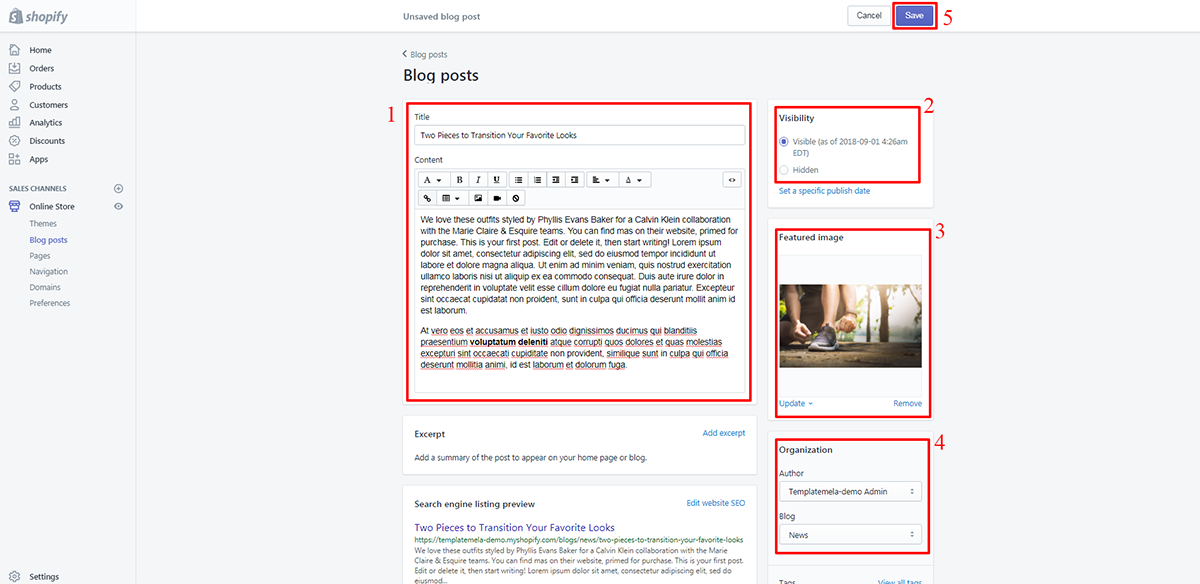 shopify
Unsaved blog post
Cancel
Save
5
Home
Orders
Products
Customers
Analytics
Discounts
Apps
SALES CHANNELS
Online Store
Themes
Blog posts
Pages
Navigation
Domains
Preferences
Settings
Blog posts
Blog posts
1
Title
Two Pieces to Transition Your Favorite Looks
Content
A
B
I
U
A
<>
We love these outfits styled by Phyllis Evans Baker for a Calvin Klein collaboration
with the Marie Claire & Esquire teams. You can find mas on their website, primed for
purchase. This is your first post. Edit or delete it, then start writing! Lorem ipsum
dolor sit amet, consectetur adipiscing elit, sed do eiusmod tempor incididunt ut
labore et dolore magna aliqua. Ut enim ad minim veniam, quis nostrud exercitation
ullamco laboris nisi ut aliquip ex ea commodo consequat. Duis aute irure dolor in
reprehenderit in voluptate velit esse cillum dolore eu fugiat nulla pariatur. Excepteur
sint occaecat cupidatat non proident, sunt in culpa qui officia deserunt mollit anim id
est laborum.
At vero eos et accusamus et iusto odio dignissimos ducimus qui blanditiis
praesentium voluptatum deleniti atque corrupti quos dolores et quas molestias
excepturi sint occaecati cupiditate non provident, similique sunt in culpa qui officia
deserunt mollitia animi, id est laborum et dolorum fuga.
Excerpt
Add excerpt
Add a summary of the post to appear on your home page or blog.
Search engine listing preview
Edit website SEO
Two Pieces to Transition Your Favorite Looks
https://templatemela-demo.myshopify.com/blogs/news/two-pieces-to-transition-your-favorite-looks
We love these outfits styled by Phyllis Evans Baker for a Calvin Klein collaboration with the Marie
Claire & Esquire teams. You can find mas on their website, primed for purchase. This is your first post.
Edit or delete it, then start writing! Lorem ipsum dolor sit amet, consectetur adipiscing elit, sed do
eiusmod...
2
Visibility
Visible (as of 2018-09-01 4:26am
EDT)
Hidden
Set a specific publish date
3
Featured image
Update
Remove
4
Organization
Author
Templatemela-demo Admin
Blog
News
Tags
View all tags